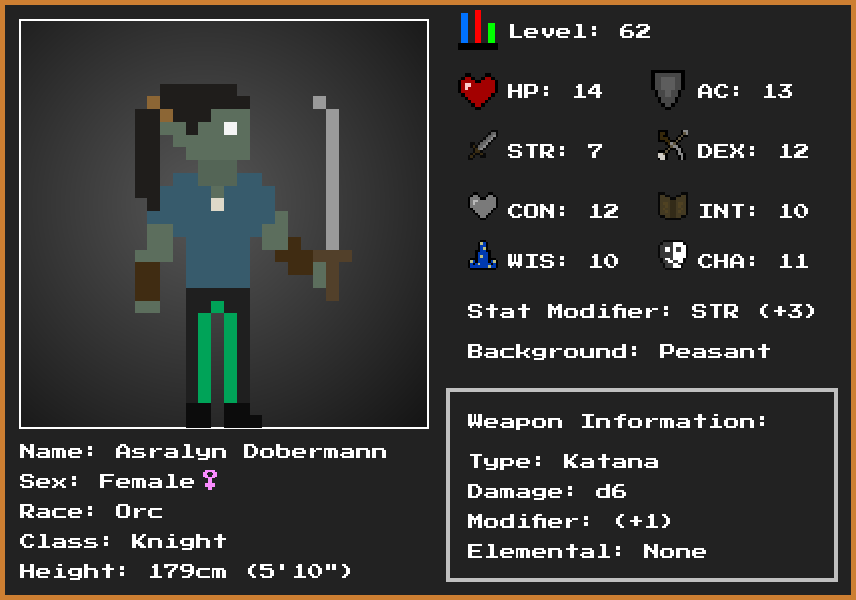 Level: 62
HP: 14
AC: 13
STR: 7
DEX: 12
CON: 12
INT: 10
WIS: 10
CHA: 11
Stat Modifier: STR (+3)
Background: Peasant
Weapon Information:
Type: Katana
Damage: d6
Modifier: (+1)
Elemental: None
Name: Asralyn Dobermann
Sex: Female♀
Race: Orc
Class: Knight
Height: 179cm (5'10")